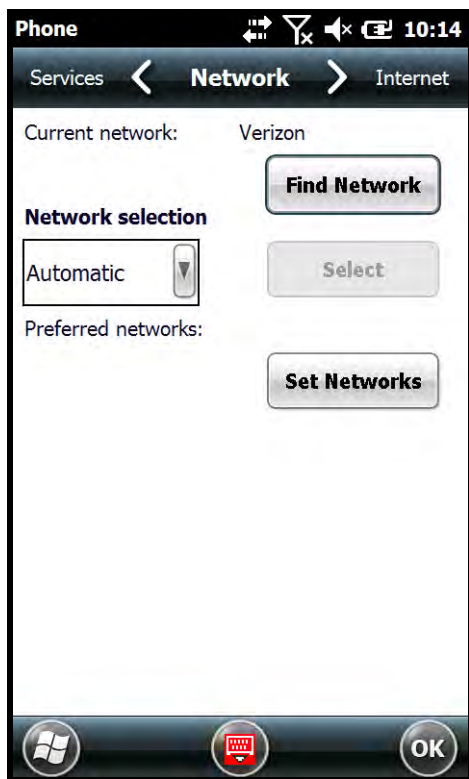 Phone 10:14
Services Network Internet
Current network: Verizon
Find Network
Network selection
Automatic
Select
Preferred networks:
Set Networks
OK